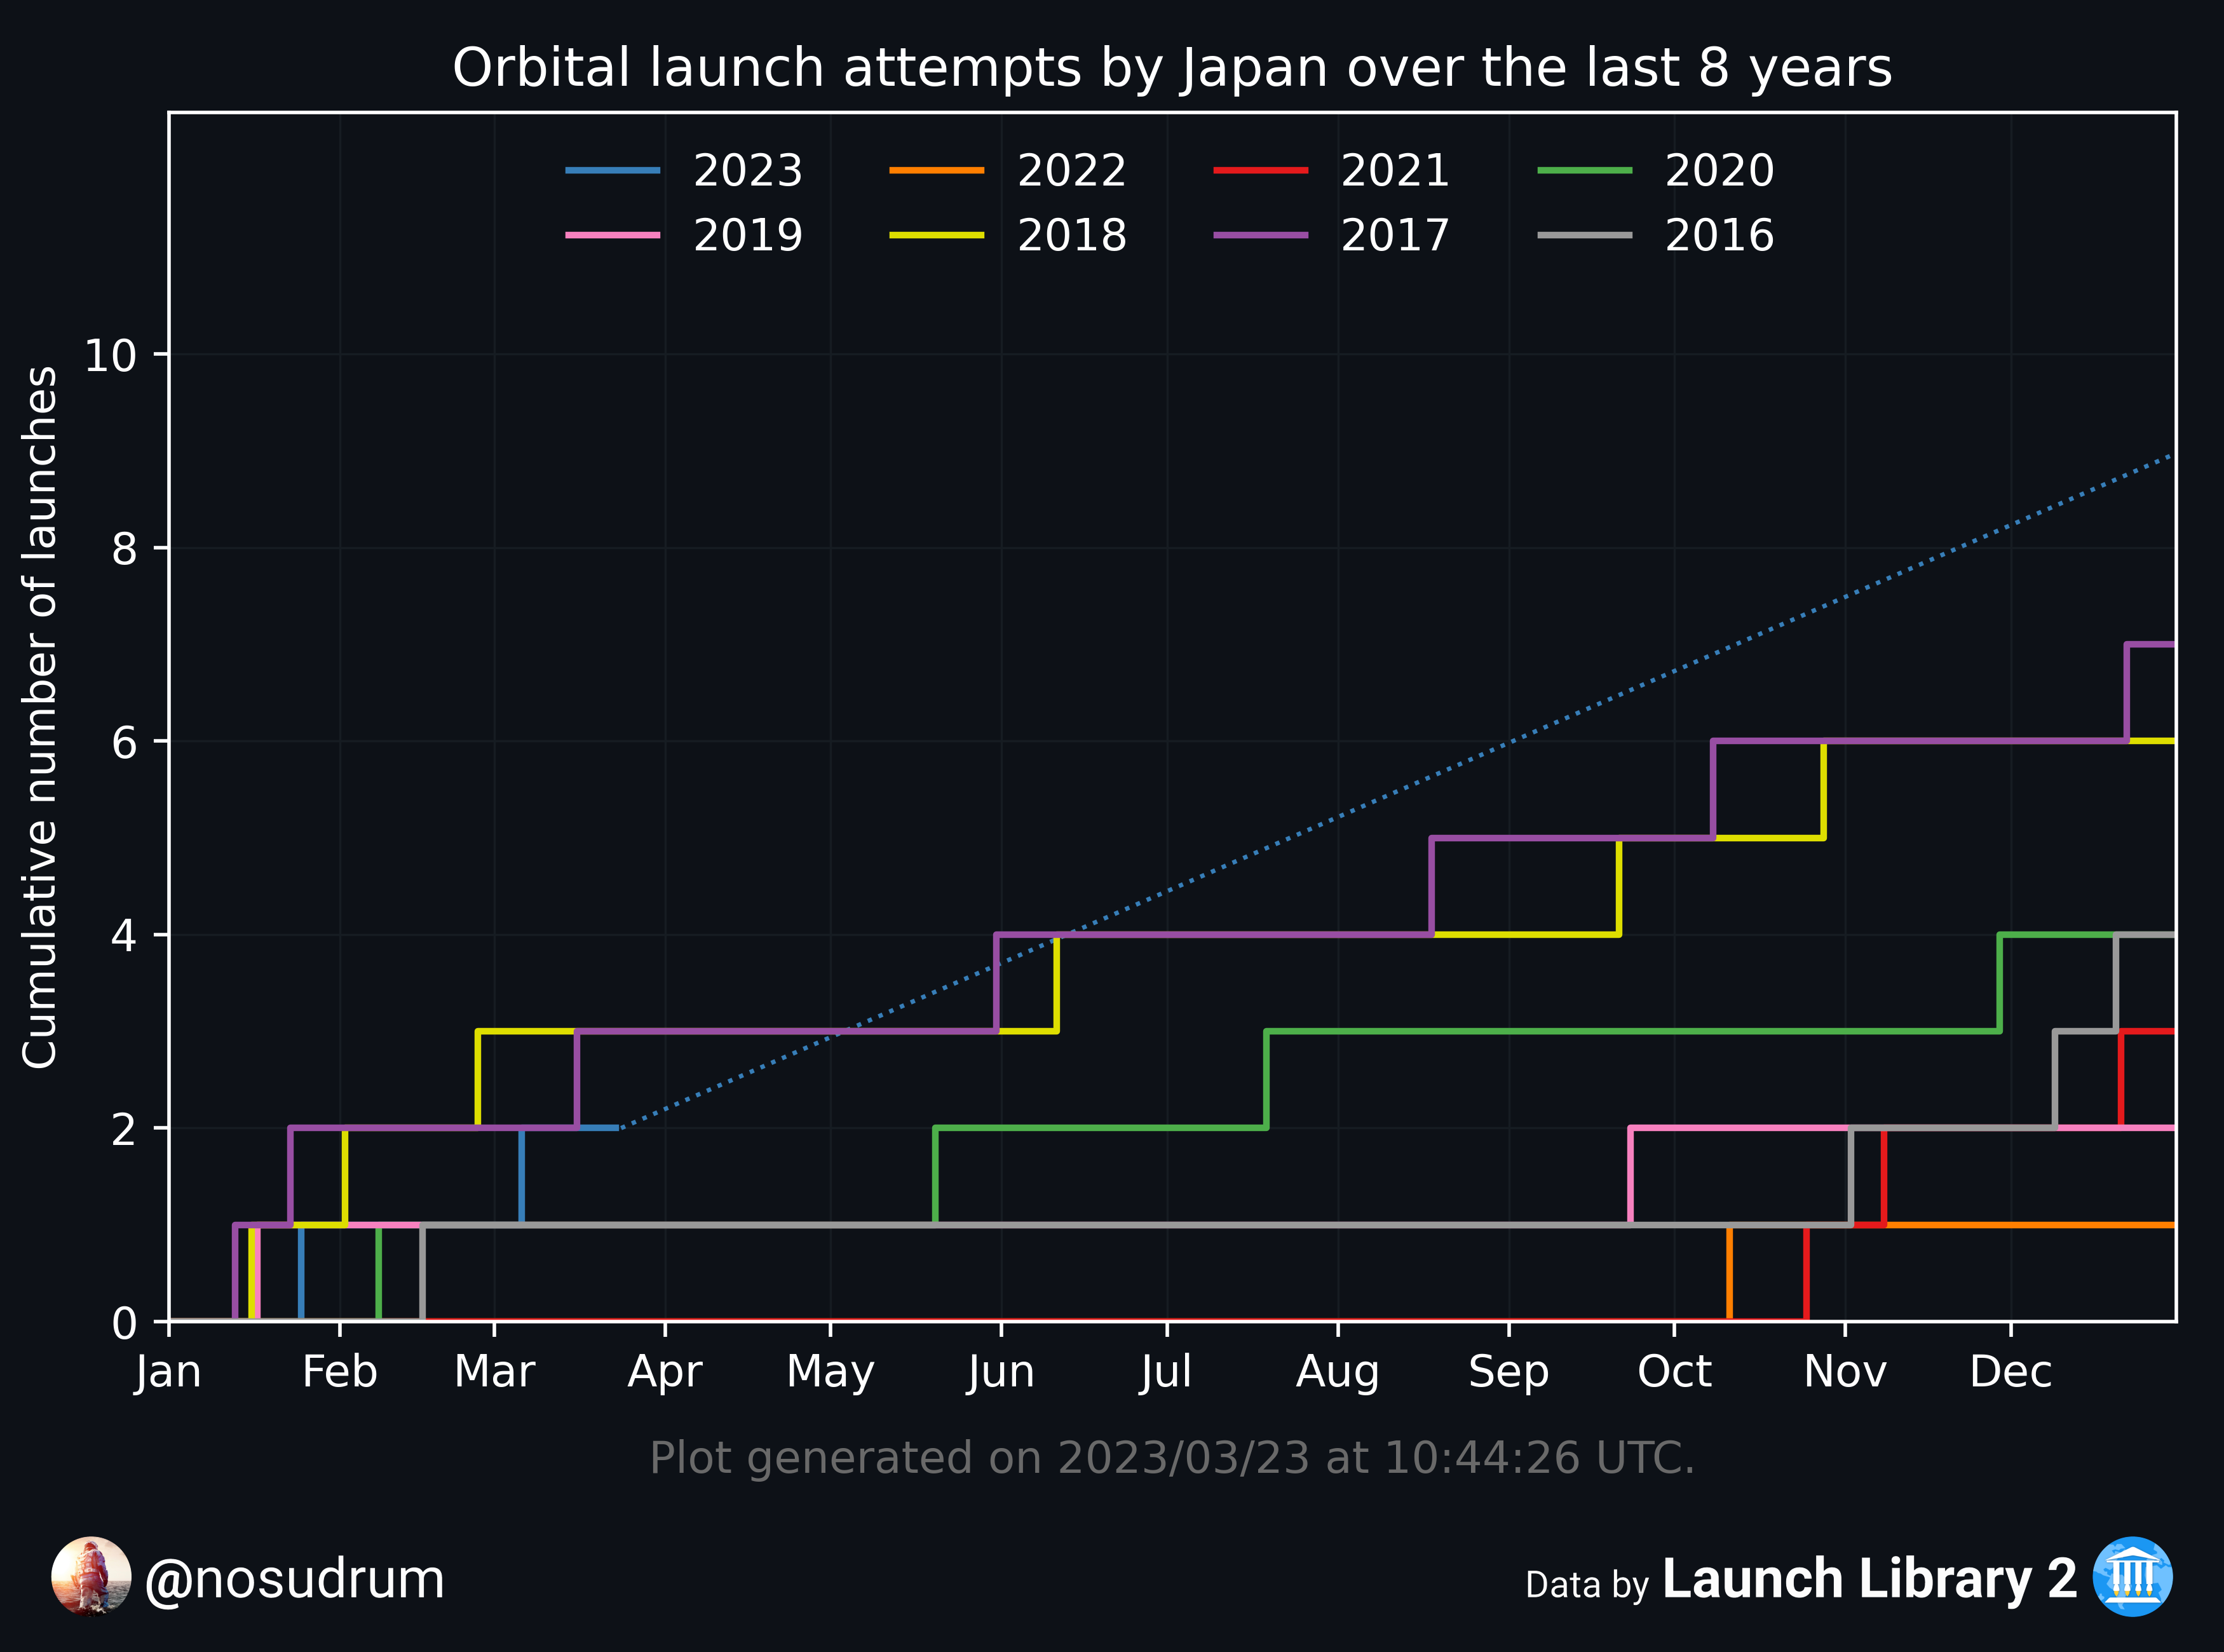 Orbital launch attempts by Japan over the last 8 years
2023 2022 2021 2020
2019 2018 2017 2016
Cumulative number of launches
10
8
6
4
2
0
Jan Feb Mar Apr May Jun Jul Aug Sep Oct Nov Dec
Plot generated on 2023/03/23 at 10:44:26 UTC.
@nosudrum
Data by Launch Library 2